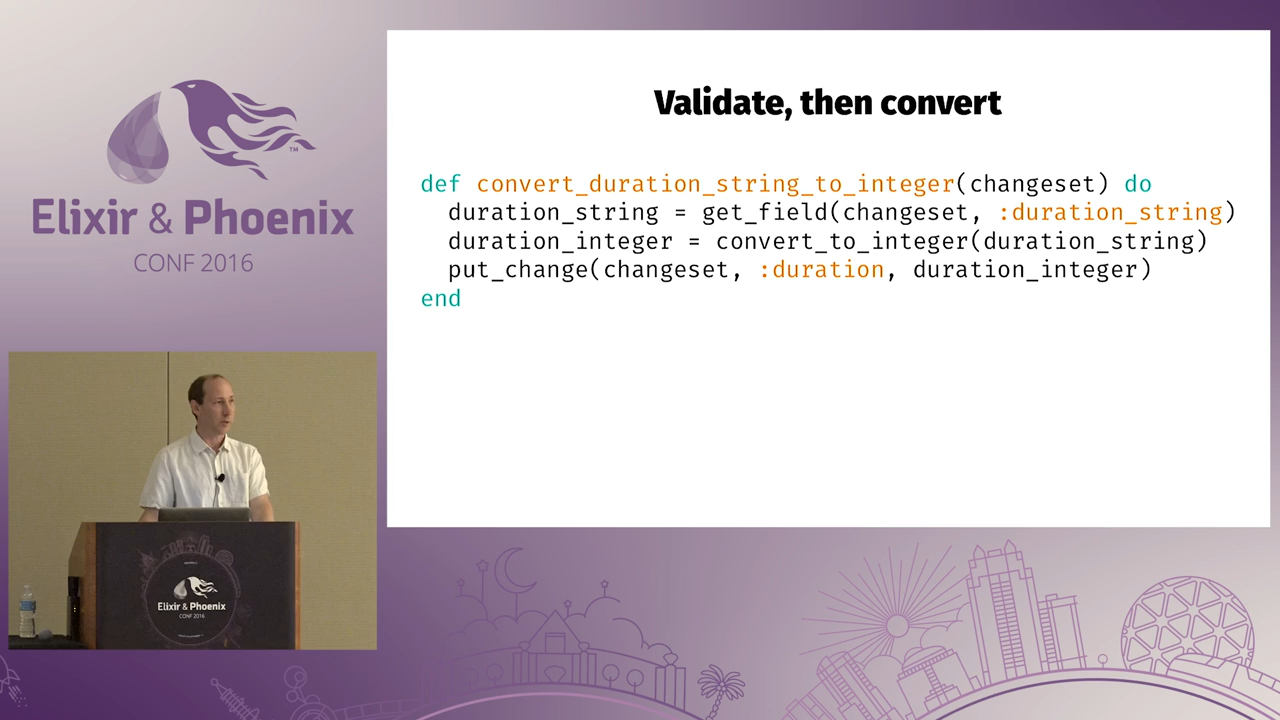 Elixir & Phoenix
TM
CONF 2016
Validate, then convert
def convert_duration_string_to_integer(changeset) do
  duration_string = get_field(changeset, :duration_string)
  duration_integer = convert_to_integer(duration_string)
  put_change(changeset, :duration, duration_integer)
end
Elixir & Phoenix
CONF 2016